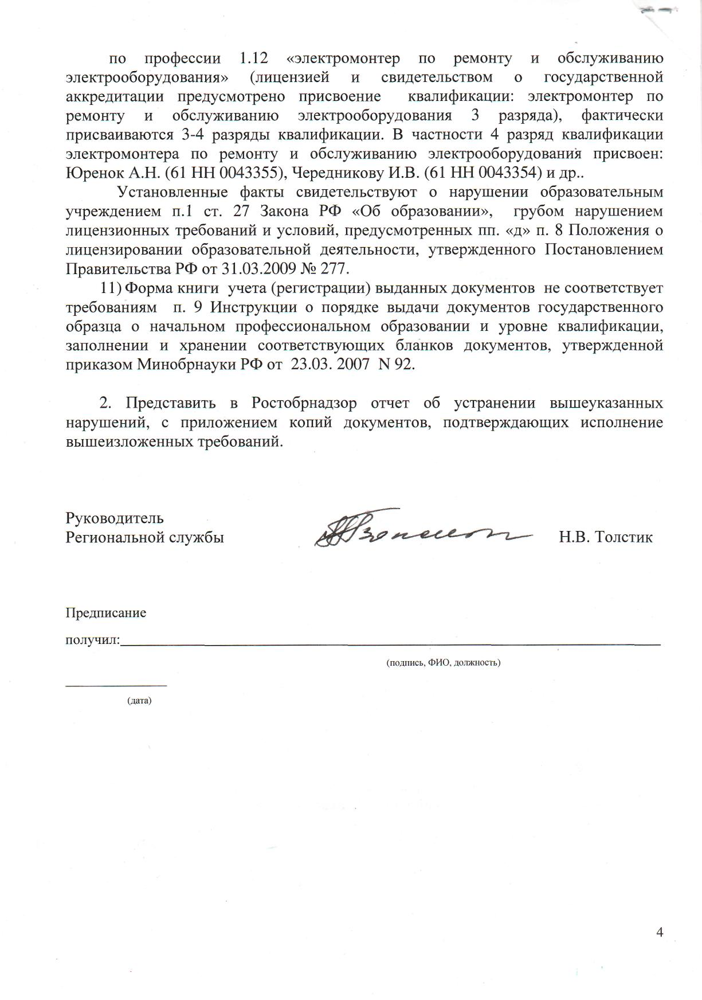 по профессии 1.12 «электромонтер по ремонту и обслуживанию
электрооборудования» (лицензией и свидетельством о государственной
аккредитации предусмотрено присвоение квалификации: электромонтер по
ремонту и обслуживанию электрооборудования 3 разряда), фактически
присваиваются 3-4 разряды квалификации. В частности 4 разряд квалификации
электромонтера по ремонту и обслуживанию электрооборудования присвоен:
Юренок А.Н. (61 НН 0043355), Чередникову И.В. (61 НН 0043354) и др..
Установленные факты свидетельствуют о нарушении образовательным
учреждением п.1 ст. 27 Закона РФ «Об образовании», грубом нарушением
лицензионных требований и условий, предусмотренных пп. «д» п. 8 Положения о
лицензировании образовательной деятельности, утвержденного Постановлением
Правительства РФ от 31.03.2009 № 277.
11) Форма книги учета (регистрации) выданных документов не соответствует
требованиям п. 9 Инструкции о порядке выдачи документов государственного
образца о начальном профессиональном образовании и уровне квалификации,
заполнении и хранении соответствующих бланков документов, утвержденной
приказом Минобрнауки РФ от 23.03. 2007 N 92.
2. Представить в Ростобрнадзор отчет об устранении вышеуказанных
нарушений, с приложением копий документов, подтверждающих исполнение
вышеизложенных требований.
Руководитель
Региональной службы Н.В. Толстик
Предписание
получил:
(подпись, ФИО, должность)
(дата)
4